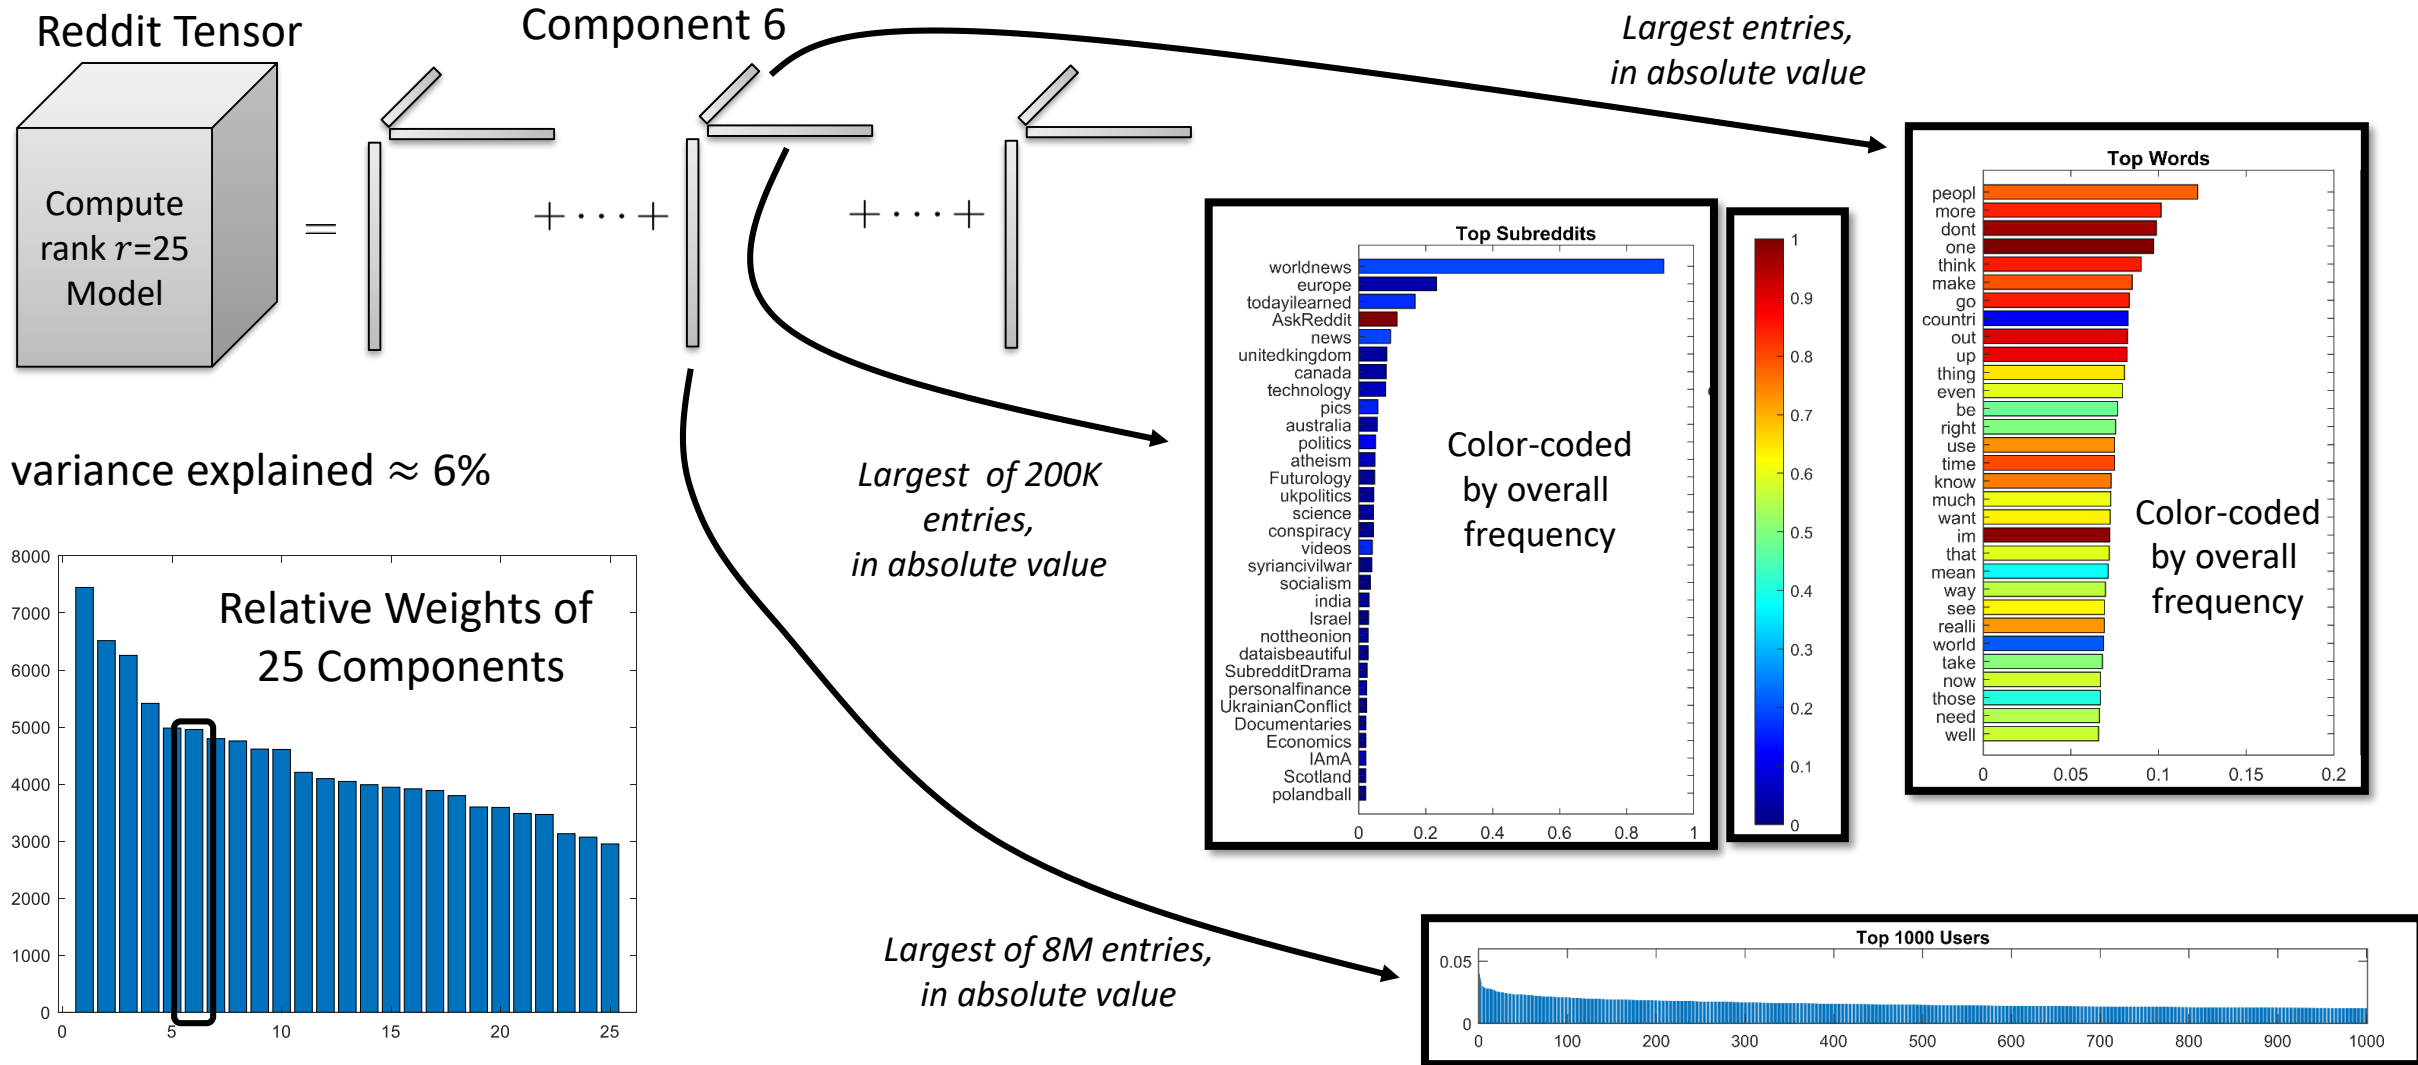 Reddit Tensor
Component 6
Largest entries,
in absolute value
Compute
rank r=25
Model
=
+ · · · +
+ · · · +
variance explained ≈ 6%
Largest of 200K
entries,
in absolute value
Largest of 8M entries,
in absolute value
Relative Weights of
25 Components
8000
7000
6000
5000
4000
3000
2000
1000
0
0 5 10 15 20 25
Top Subreddits
worldnews
europe
todayilearned
AskReddit
news
unitedkingdom
canada
technology
pics
australia
politics
atheism
Futurology
ukpolitics
science
conspiracy
videos
syriancivilwar
socialism
india
Israel
nottheonion
dataisbeautiful
SubredditDrama
personalfinance
UkrainianConflict
Documentaries
Economics
IAmA
Scotland
polandball
0 0.2 0.4 0.6 0.8 1
Color-coded
by overall
frequency
1
0.9
0.8
0.7
0.6
0.5
0.4
0.3
0.2
0.1
0
Top Words
peopl
more
dont
one
think
make
go
countri
out
up
thing
even
be
right
use
time
know
much
want
im
that
mean
way
see
realli
world
take
now
those
need
well
0 0.05 0.1 0.15 0.2
Color-coded
by overall
frequency
Top 1000 Users
0.05
0
0 100 200 300 400 500 600 700 800 900 1000